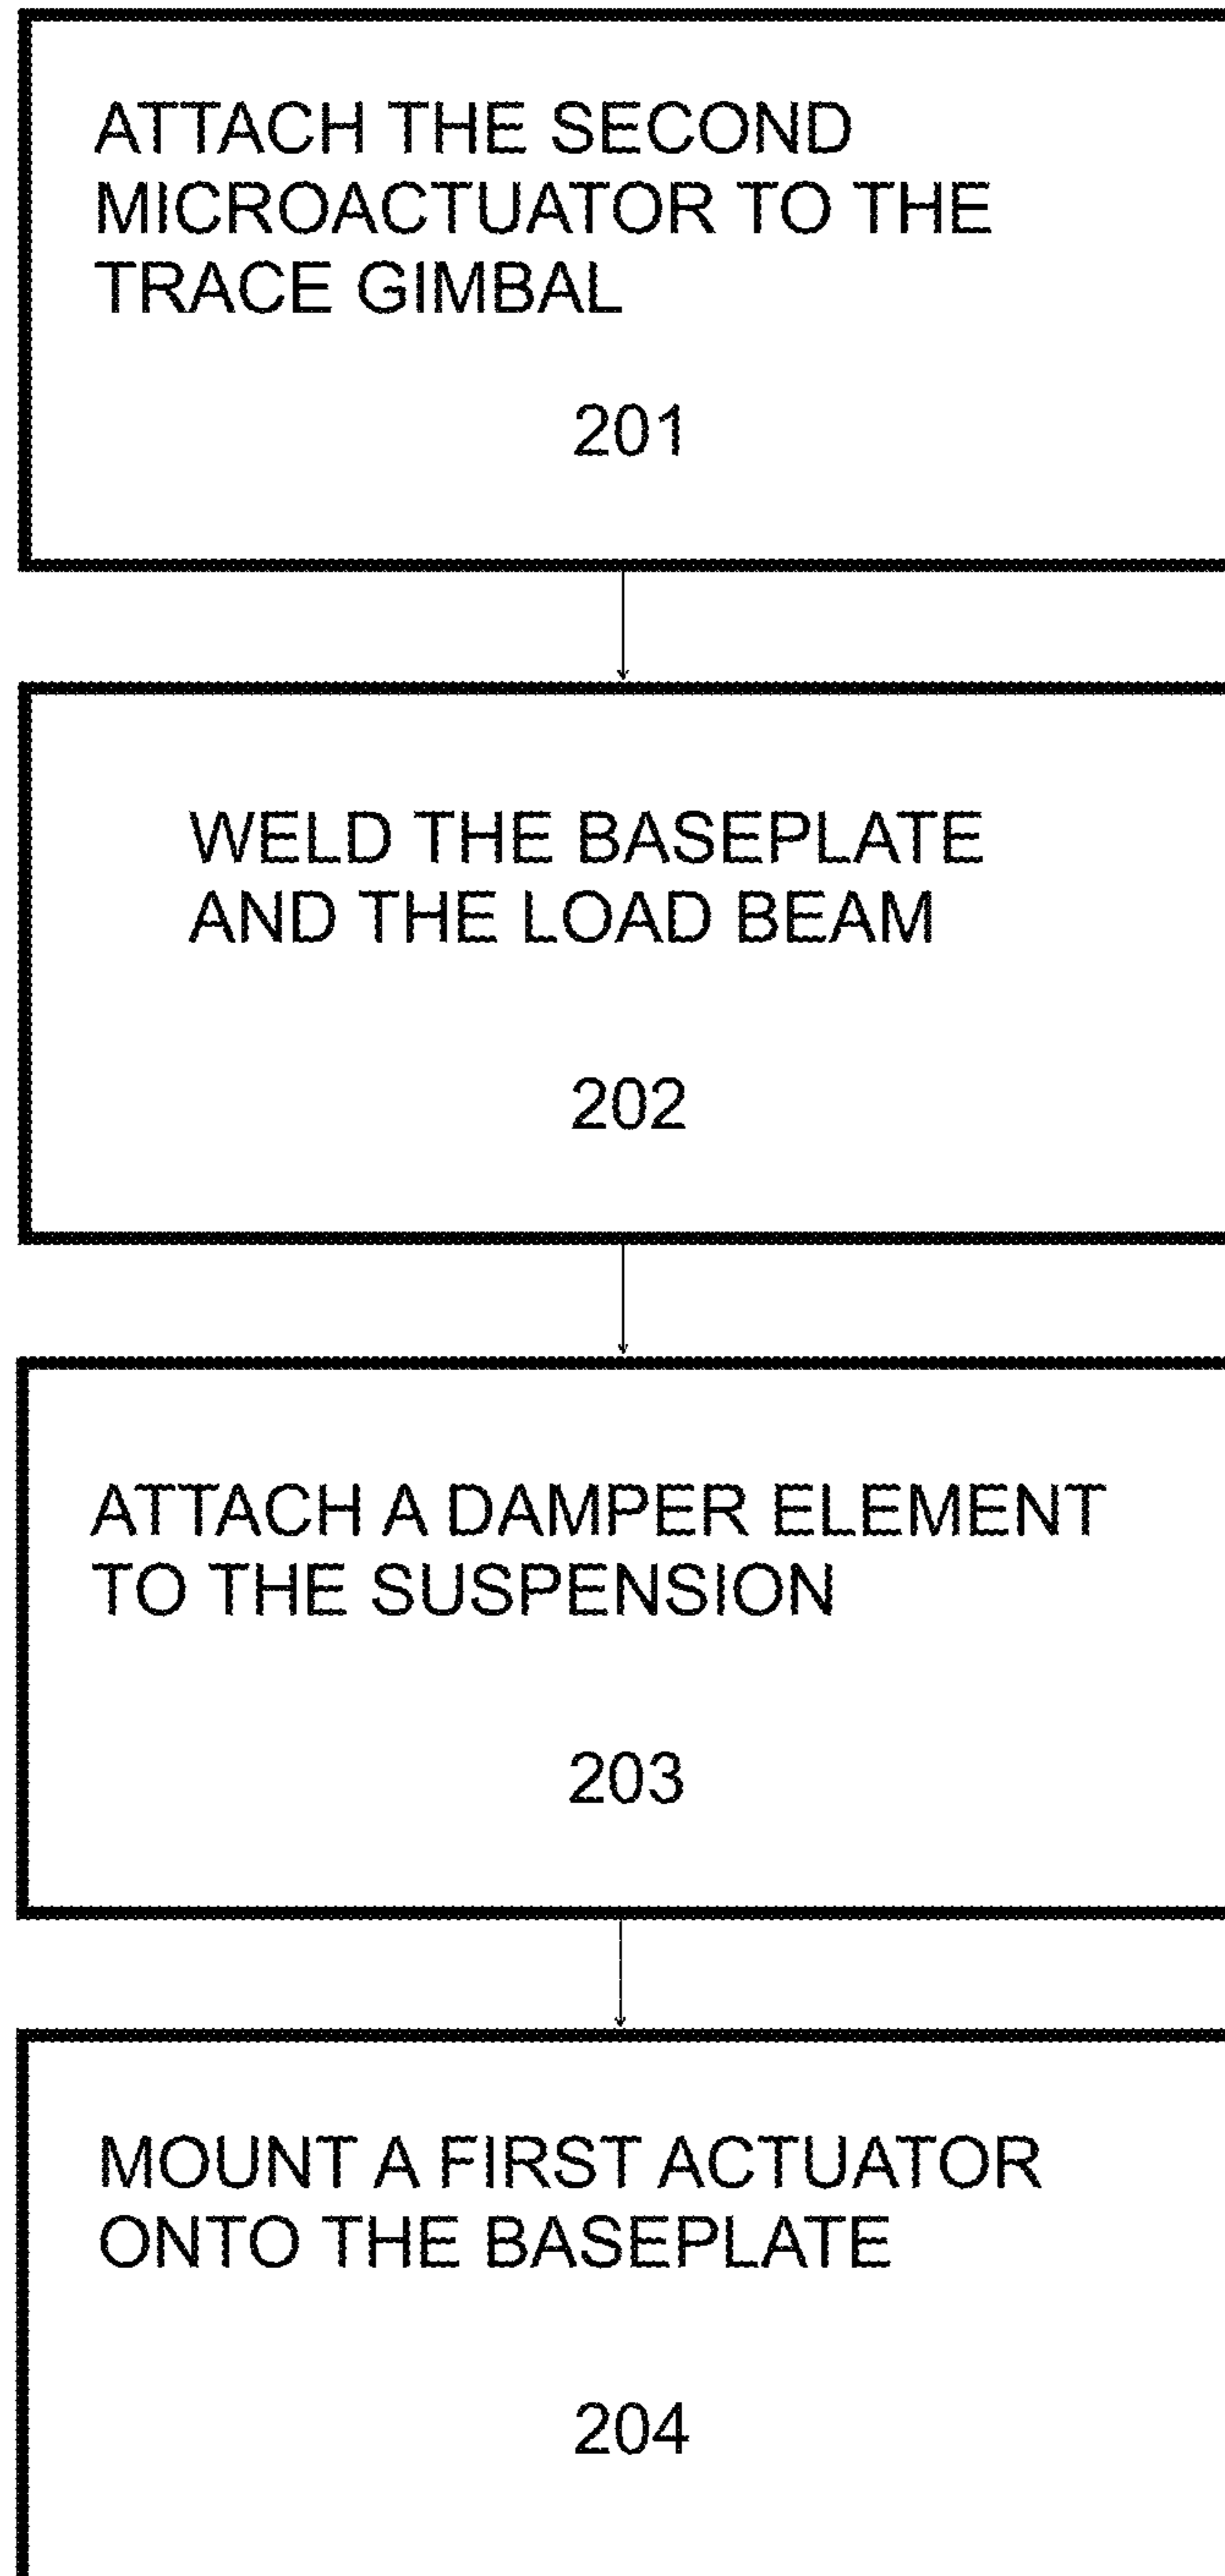 ATTACH THE SECOND
MICROACTUATOR TO THE
TRACE GIMBAL
201
WELD THE BASEPLATE
AND THE LOAD BEAM
202
ATTACH A DAMPER ELEMENT
TO THE SUSPENSION
203
MOUNT A FIRST ACTUATOR
ONTO THE BASEPLATE
204